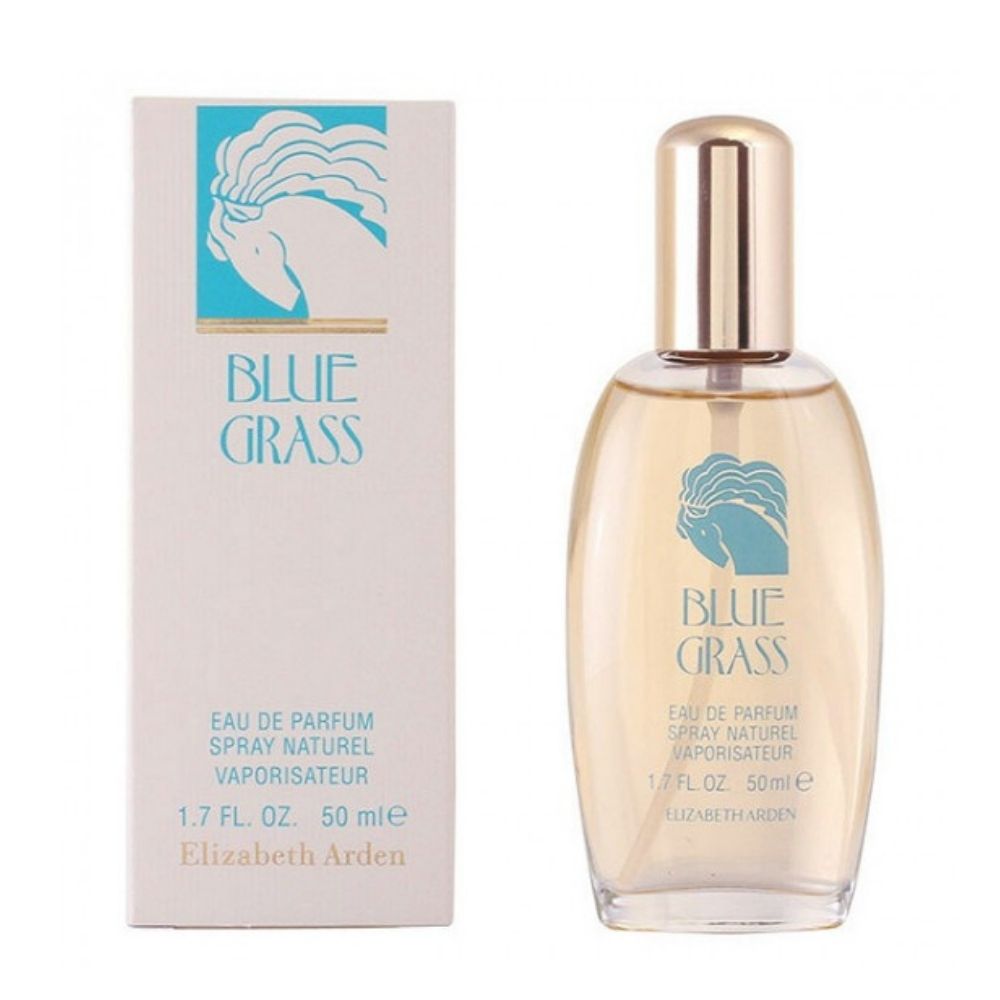 BLUE
GRASS
EAU DE PARFUM
SPRAY NATUREL
VAPORISATEUR
1.7 FL. OZ. 50 ml e
Elizabeth Arden
BLUE
GRASS
EAU DE PARFUM
SPRAY NATUREL
VAPORISATEUR
1.7 FL. OZ. 50ml e
ELIZABETH ARDEN